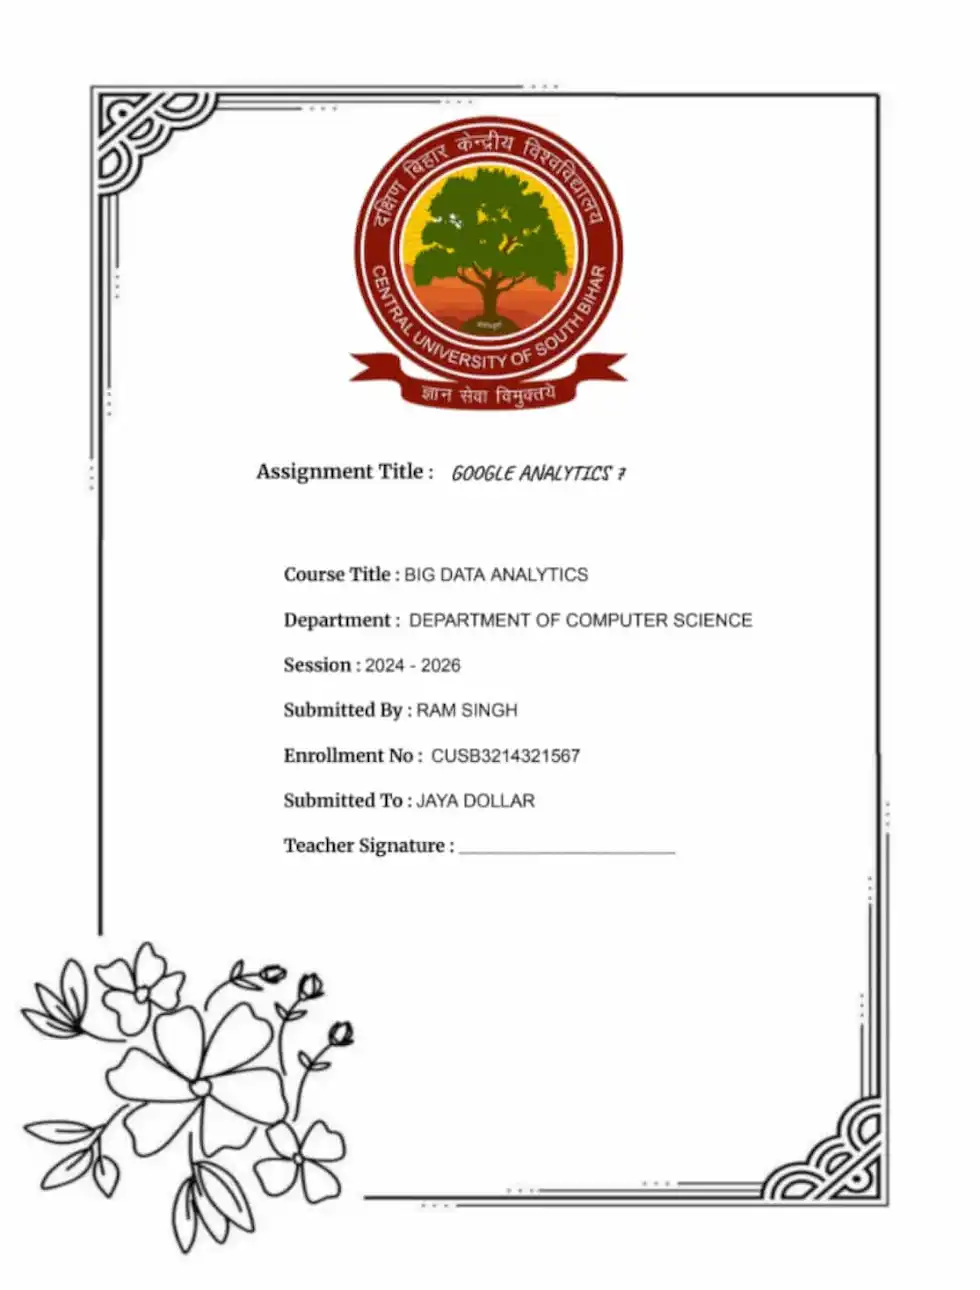 दक्षिण बिहार केन्द्रीय विश्वविद्यालय
CENTRAL UNIVERSITY OF SOUTH BIHAR
ज्ञान सेवा विमुक्तये
Assignment Title : GOOGLE ANALYTICS 7
Course Title : BIG DATA ANALYTICS
Department : DEPARTMENT OF COMPUTER SCIENCE
Session : 2024 - 2026
Submitted By : RAM SINGH
Enrollment No : CUSB3214321567
Submitted To : JAYA DOLLAR
Teacher Signature : ____________________